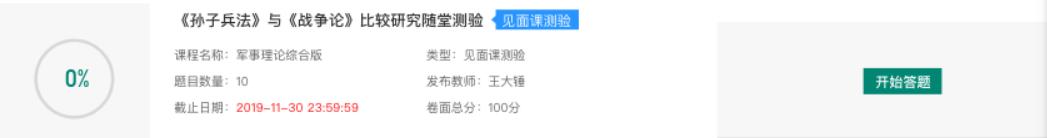 《孙子兵法》与《战争论》比较研究随堂测验 见面课测验
0%
课程名称：军事理论综合版 类型：见面课测验
题目数量：10 发布教师：王大锤
截止日期：2019-11-30 23:59:59 卷面总分：100分
开始答题